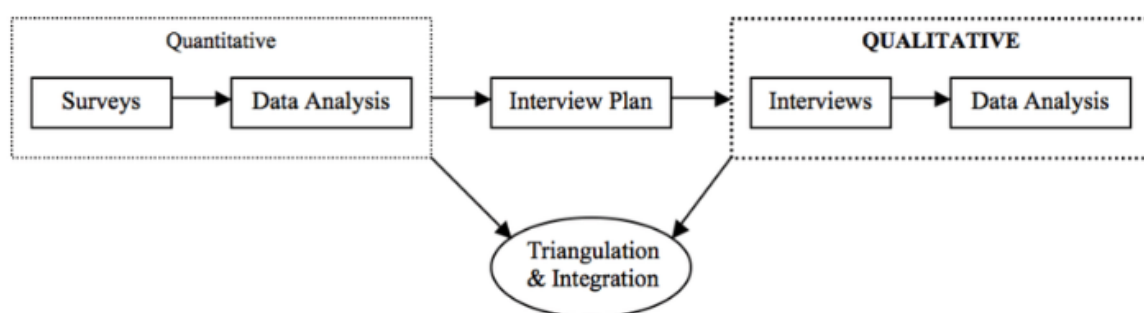 Quantitative
Surveys
Data Analysis
Interview Plan
QUALITATIVE
Interviews
Data Analysis
Triangulation
& Integration